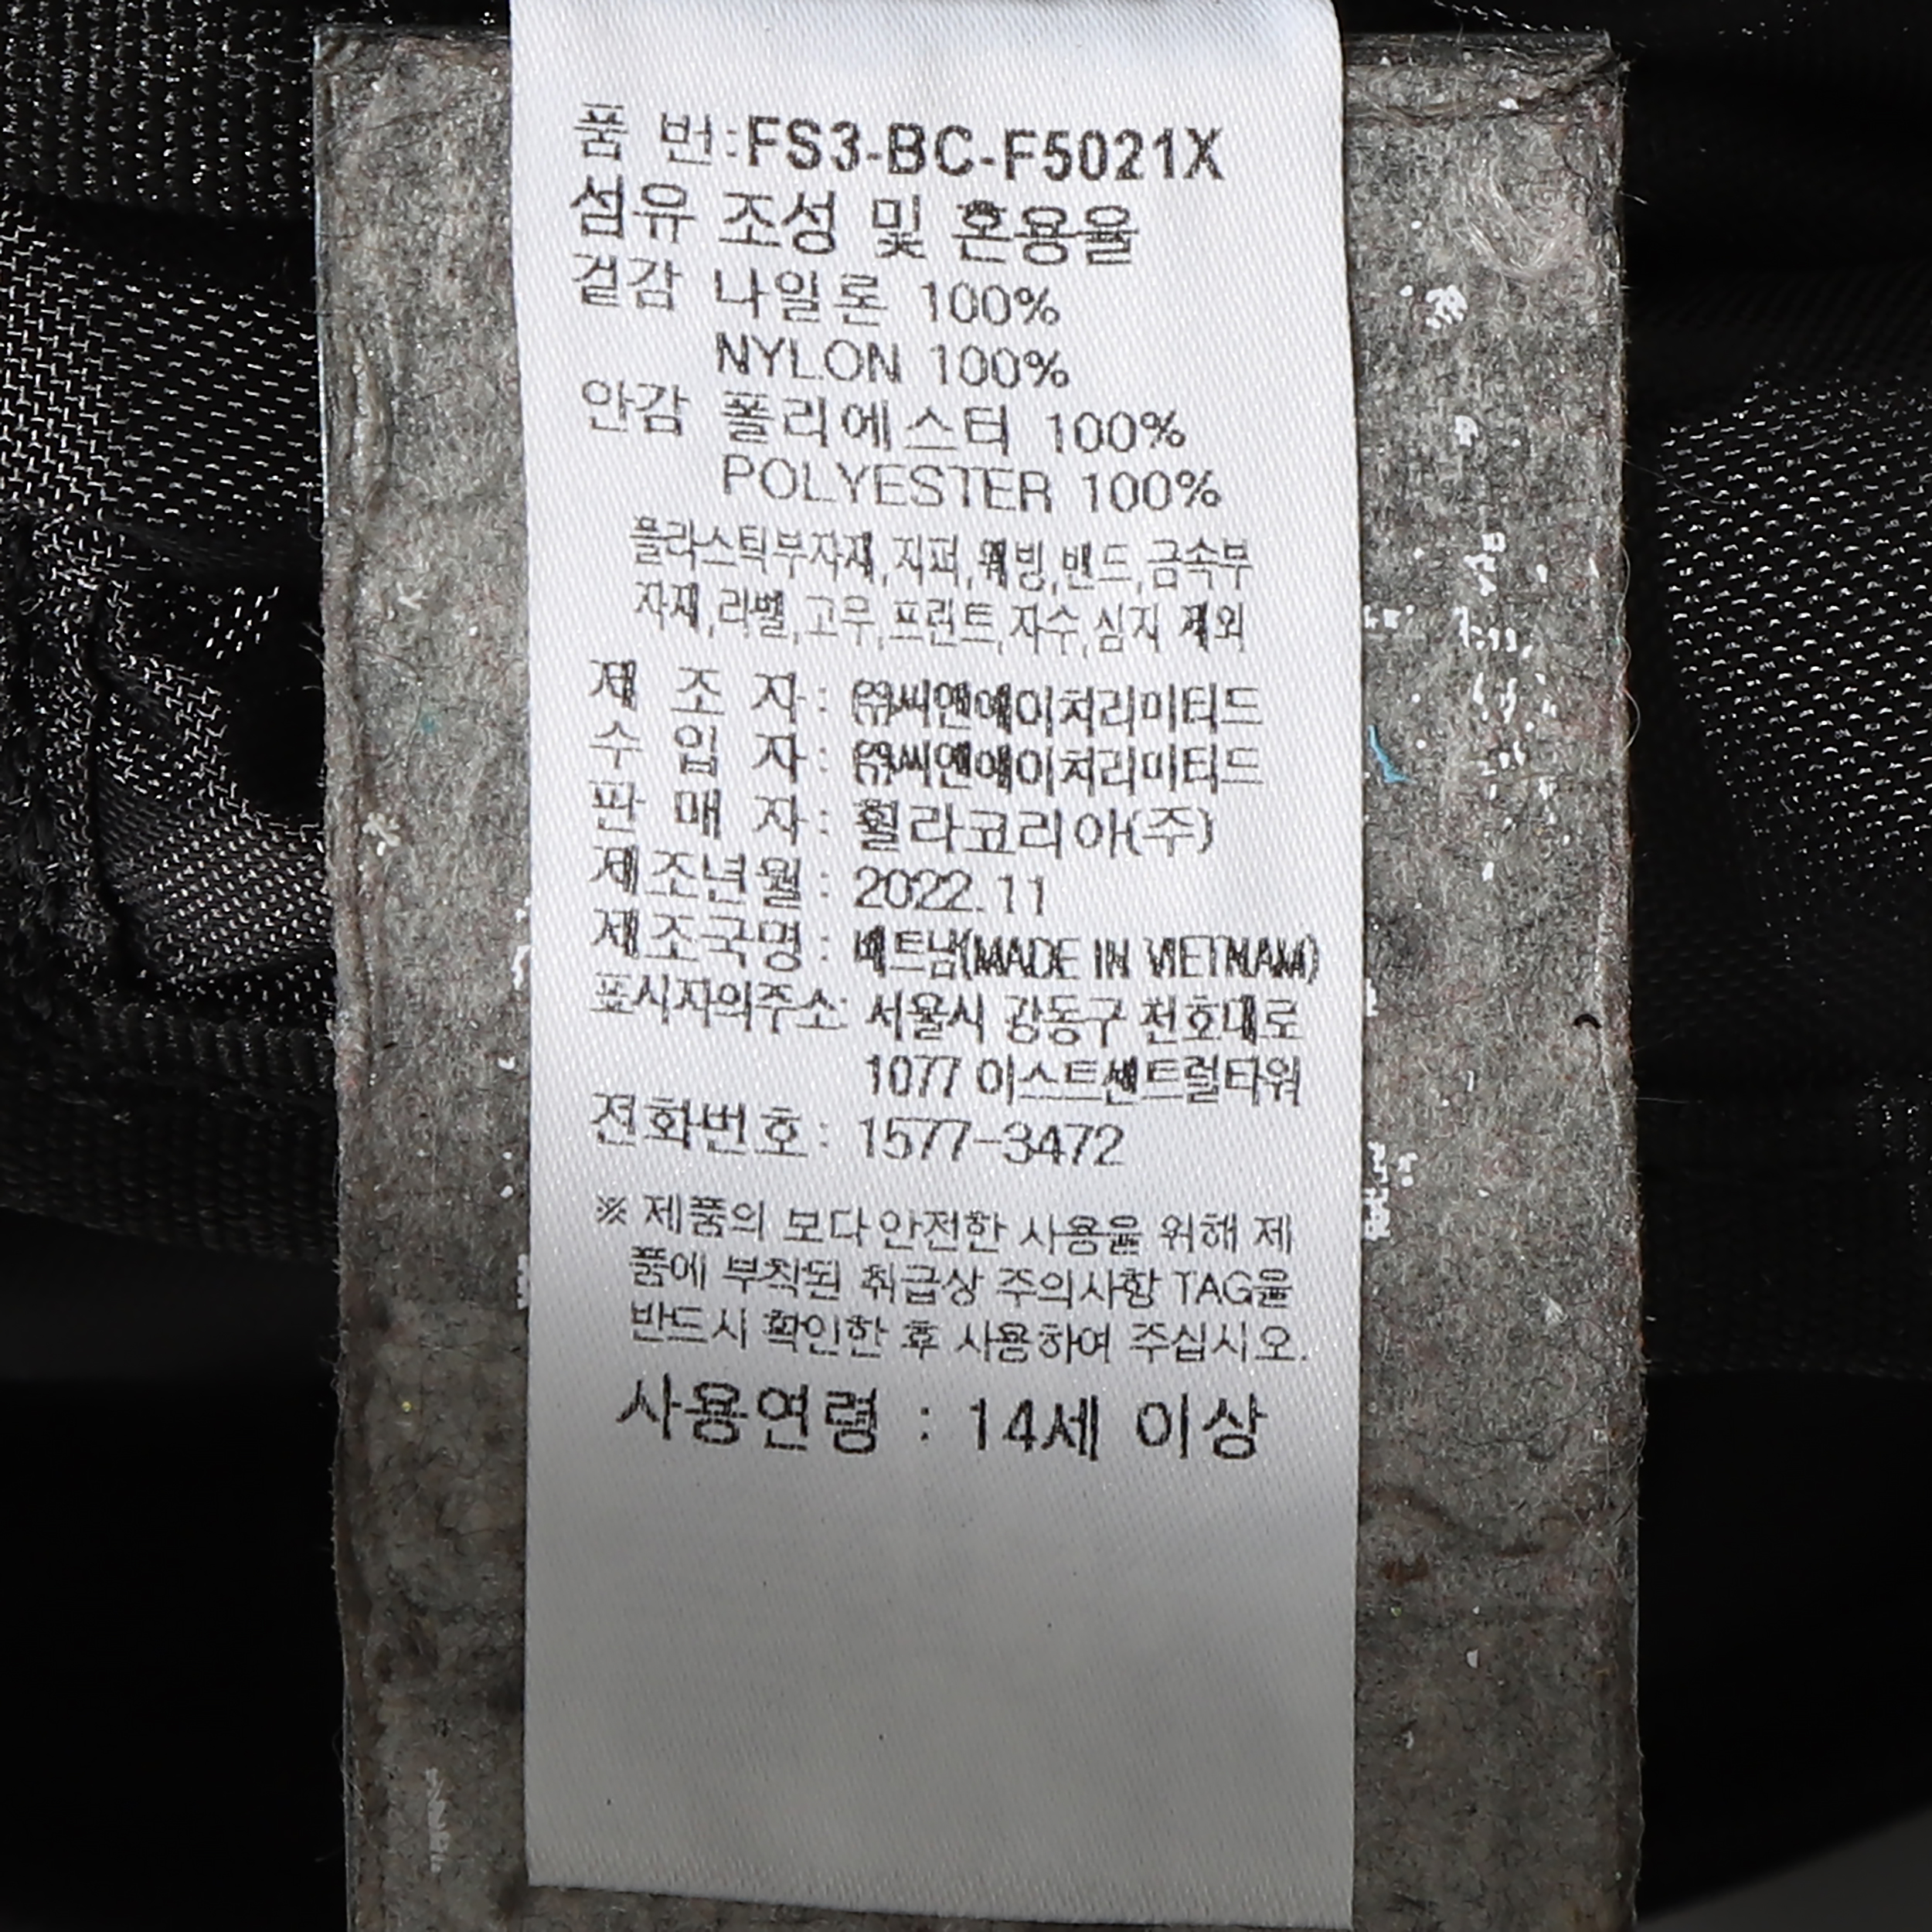 품 번:FS3-BC-F5021X
섬유 조성 및 혼용율
겉감 나일론 100%
NYLON 100%
안감 폴리에스터 100%
POLYESTER 100%
플라스틱부자재,지퍼,웨빙,밴드,금속부
자재,라벨,고무,프린트,자수,심지 제외
제 조 자 : ㈜씨앤에이치리미티드
수 입 자 : ㈜씨앤에이치리미티드
판 매 자 : 휠라코리아(주)
제조년월 : 2022.11
제조국명 : 베트남(MADE IN VIETNAM)
표시자의주소: 서울시 강동구 천호대로
1077 이스트센트럴타워
전화번호: 1577-3472
※ 제품의 보다안전한 사용을 위해 제
품에 부착된 취급상 주의사항 TAG을
반드시 확인한 후 사용하여 주십시오.
사용연령 : 14세 이상